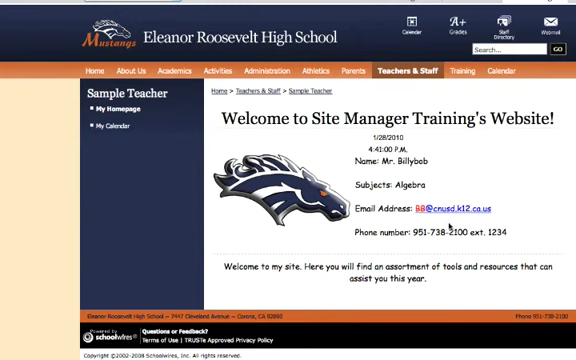 Mustangs
Eleanor Roosevelt High School
Calendar
A+
Grades
Staff
Directory
Webmail
Search...
GO
Home About Us Academics Activities Administration Athletics Parents Teachers & Staff Training Calendar
Sample Teacher
My Homepage
My Calendar
Home > Teachers & Staff > Sample Teacher
Welcome to Site Manager Training's Website!
1/28/2010
4:41:00 P.M.
Name: Mr. Billybob
Subjects: Algebra
Email Address: BB@cnusd.k12.ca.us
Phone number: 951-738-2100 ext. 1234
Welcome to my site. Here you will find an assortment of tools and resources that can
assist you this year.
Eleanor Roosevelt High School ~ 7447 Cleveland Avenue ~ Corona, CA 92880
Phone 951-738-2100
Powered by
schoolwires
Questions or Feedback?
Terms of Use | TRUSTe Approved Privacy Policy
Copyright ©2002-2008 Schoolwires, Inc. All rights reserved.